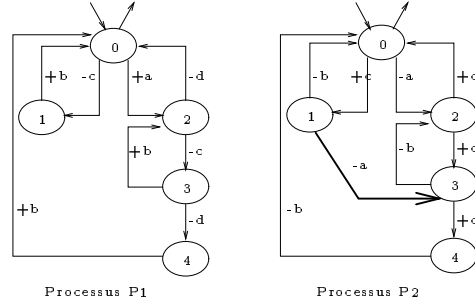 0
0
+b
-c
+a
-d
-b
+c
-a
1
2
1
2
+b
-c
-a
-b
+c
3
3
+b
-d
-b
4
4
Processus P1
Processus P2